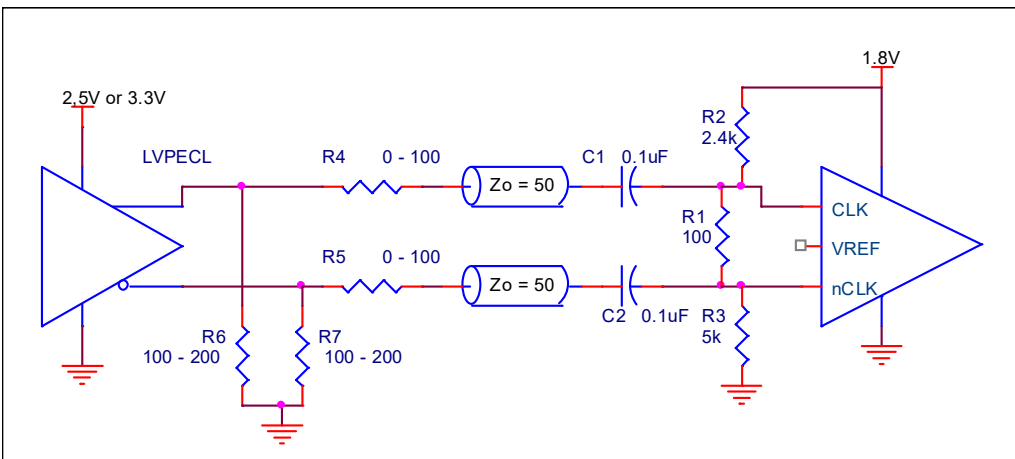 1.8V
2.5V or 3.3V
R2
2.4k
LVPECL
R4 0 - 100
C1 0.1uF
Zo = 50
R1
100
CLK
VREF
R5 0 - 100
Zo = 50
nCLK
C2 0.1uF
R3
5k
R6
100 - 200
R7
100 - 200